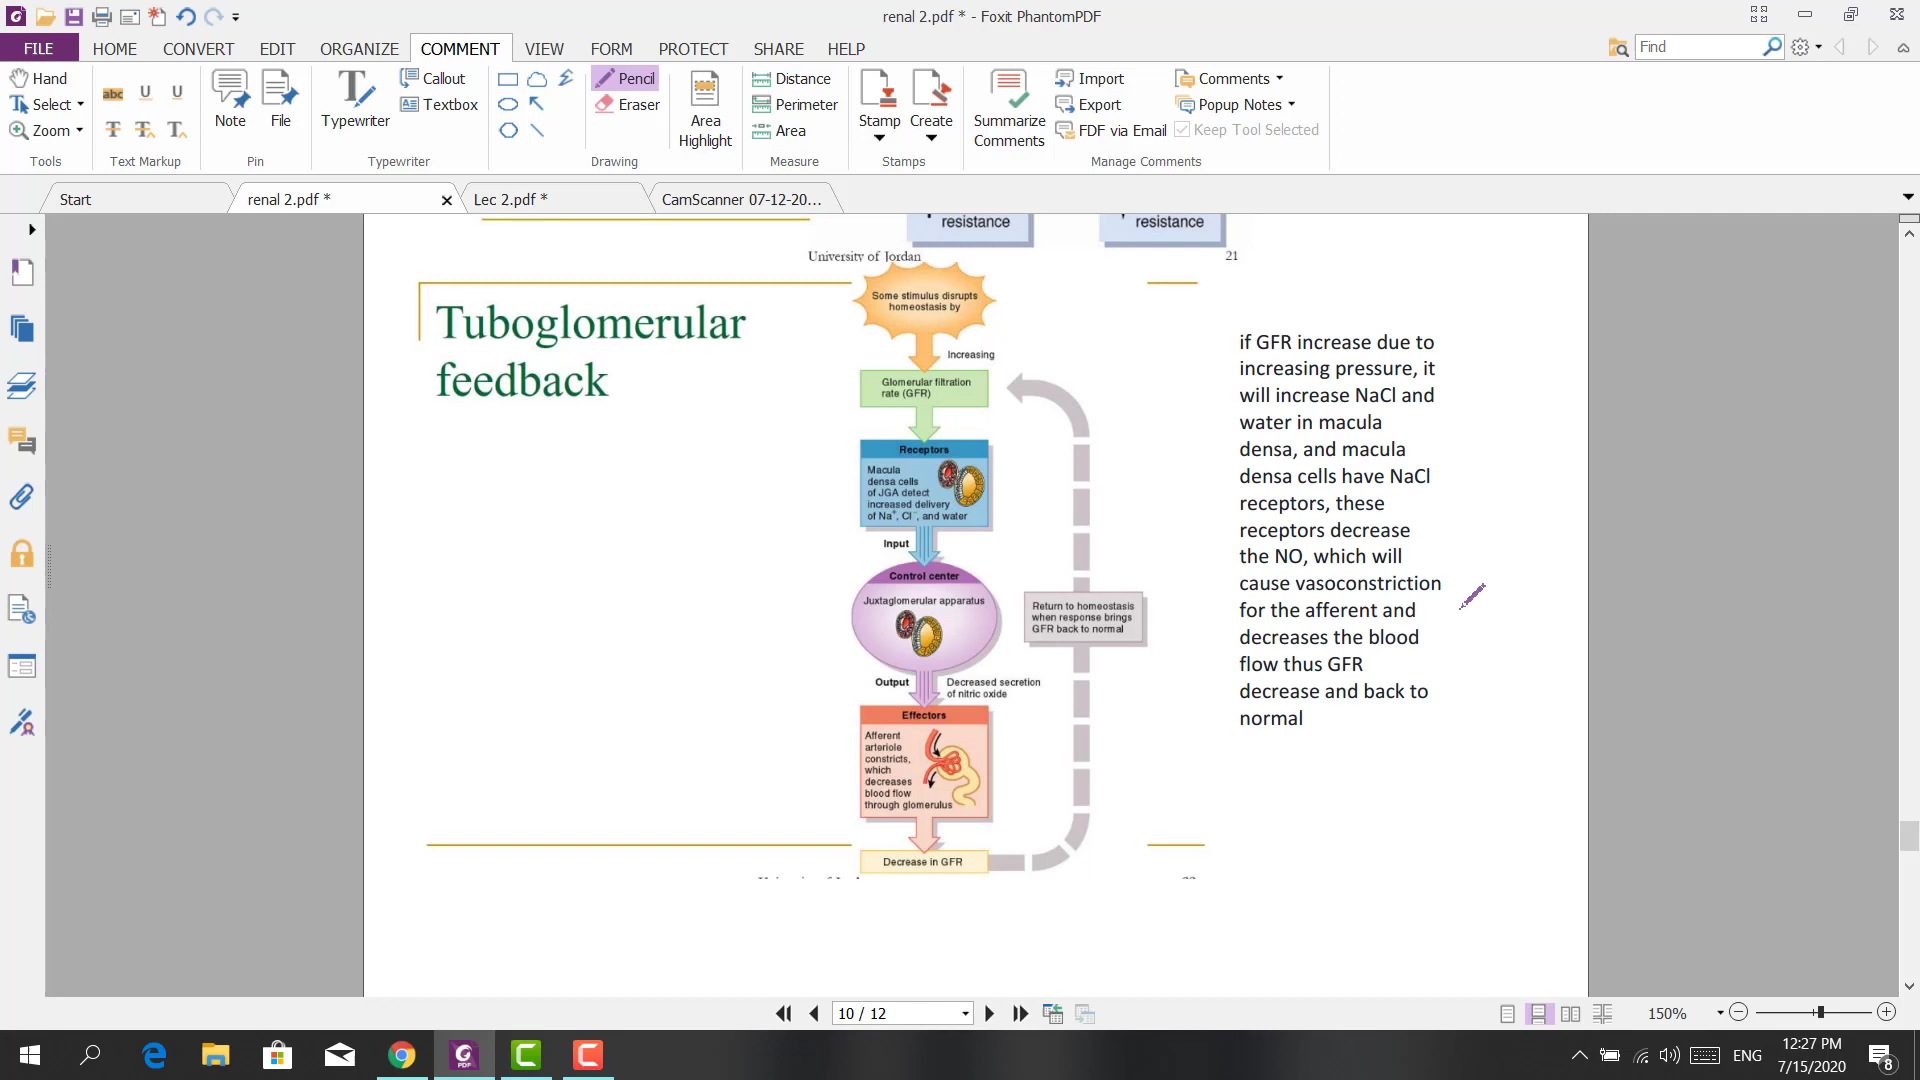 renal 2.pdf * - Foxit PhantomPDF
FILE HOME CONVERT EDIT ORGANIZE COMMENT VIEW FORM PROTECT SHARE HELP
Find
Hand
Select
Zoom
Tools
abc U U
T T T
Text Markup
Note
File
Pin
Typewriter
Typewriter
Callout
Textbox
Pencil
Eraser
Drawing
Area
Highlight
Distance
Perimeter
Area
Measure
Stamp
Create
Stamps
Summarize
Comments
Import
Export
FDF via Email
Comments
Popup Notes
Keep Tool Selected
Manage Comments
Start
renal 2.pdf *
Lec 2.pdf *
CamScanner 07-12-20...
resistance
resistance
University of Jordan
21
Tuboglomerular
feedback
Some stimulus disrupts
homeostasis by
Increasing
Glomerular filtration
rate (GFR)
Receptors
Macula
densa cells
of JGA detect
increased delivery
of Na+, Cl−, and water
Input
Control center
Juxtaglomerular apparatus
Output
Decreased secretion
of nitric oxide
Effectors
Afferent
arteriole
constricts,
which
decreases
blood flow
through glomerulus
Decrease in GFR
Return to homeostasis
when response brings
GFR back to normal
if GFR increase due to
increasing pressure, it
will increase NaCl and
water in macula
densa, and macula
densa cells have NaCl
receptors, these
receptors decrease
the NO, which will
cause vasoconstriction
for the afferent and
decreases the blood
flow thus GFR
decrease and back to
normal
10 / 12
150%
PDF
ENG
12:27 PM
7/15/2020
8